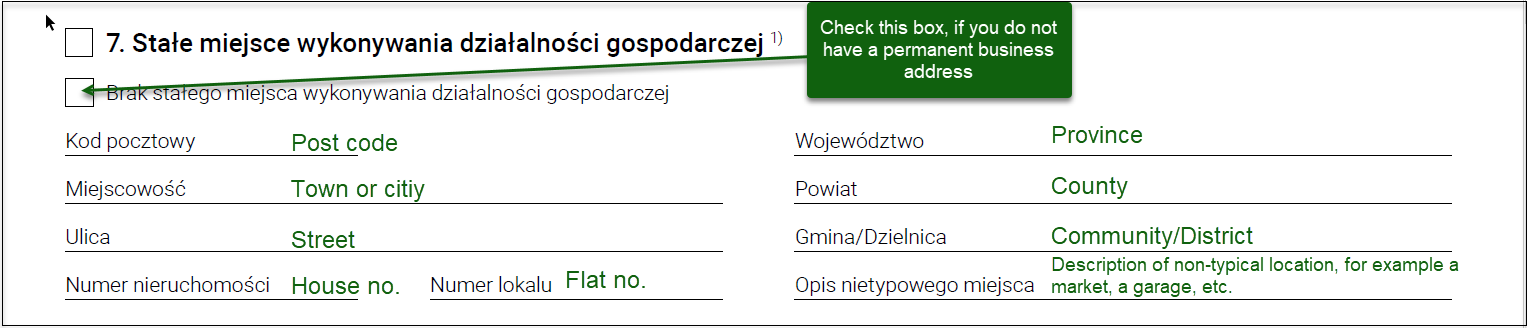 7. Stałe miejsce wykonywania działalności gospodarczej 1)
Check this box, if you do not
have a permanent business
address
Brak stałego miejsca wykonywania działalności gospodarczej
Kod pocztowy Post code
Województwo Province
Miejscowość Town or citiy
Powiat County
Ulica Street
Gmina/Dzielnica Community/District
Numer nieruchomości House no. Numer lokalu Flat no.
Opis nietypowego miejsca Description of non-typical location, for example a
market, a garage, etc.